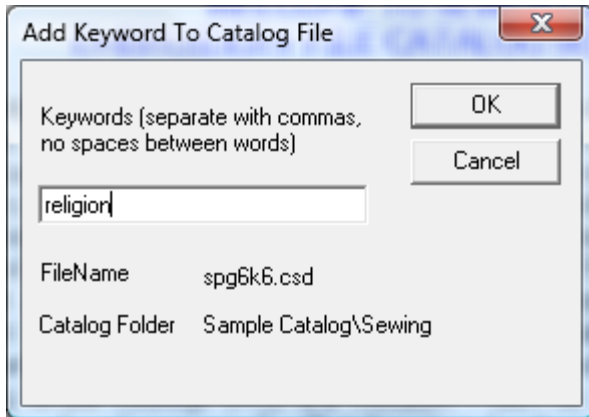 Add Keyword To Catalog File
Keywords (separate with commas,
no spaces between words)
OK
Cancel
religion
FileName spg6k6.csd
Catalog Folder Sample Catalog\Sewing